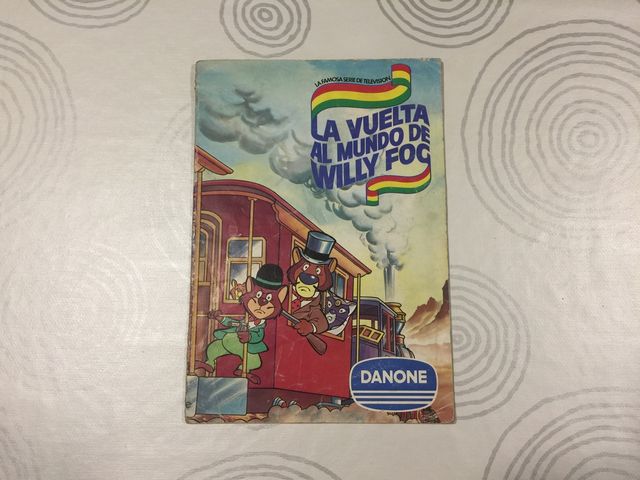 LA FAMOSA SERIE DE TELEVISION
LA VUELTA
AL MUNDO DE
WILLY FOG
DANONE